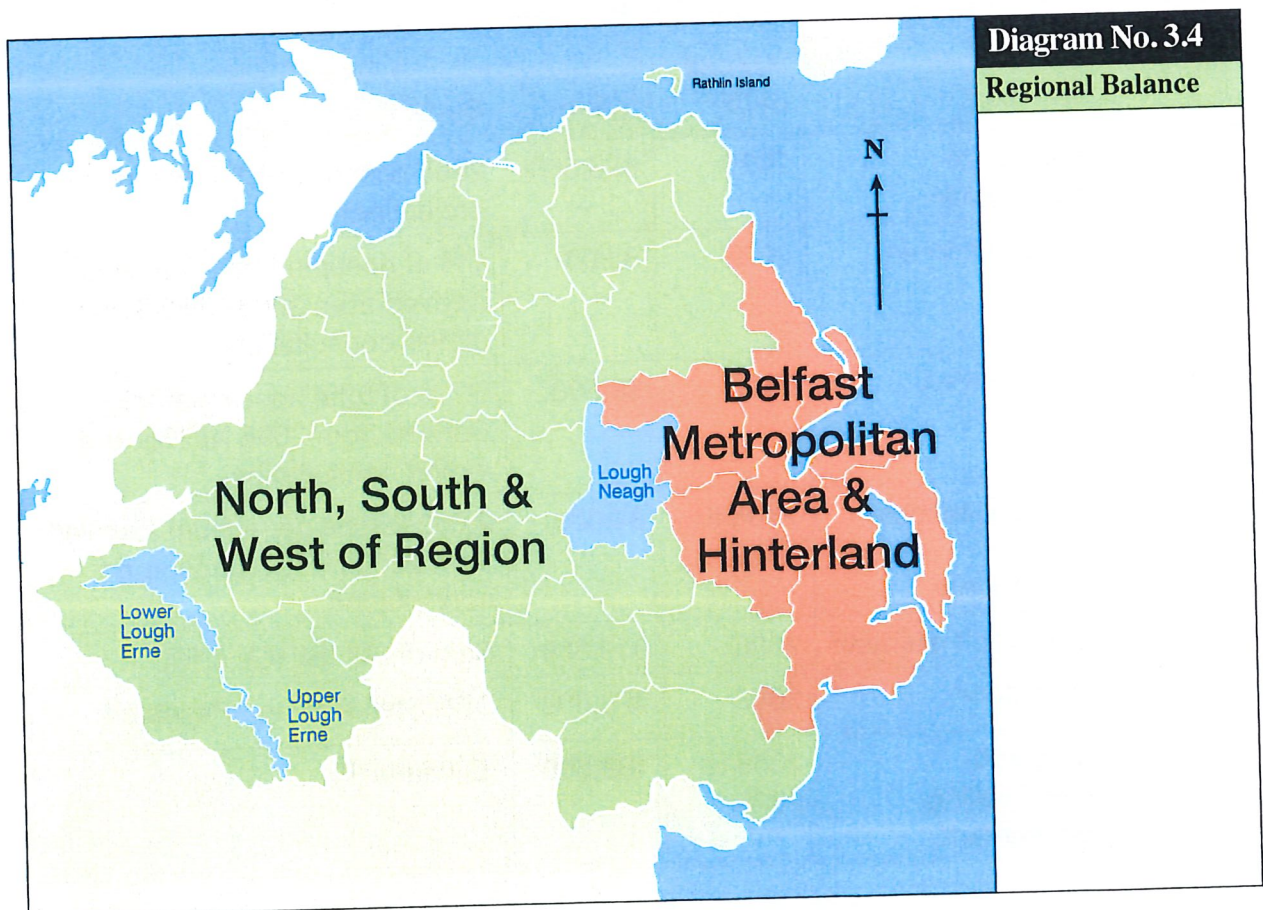 Diagram No. 3.4
Regional Balance
Rathlin Island
N
Belfast
Metropolitan
Area &
Hinterland
Lough
Neagh
North, South &
West of Region
Lower
Lough
Erne
Upper
Lough
Erne